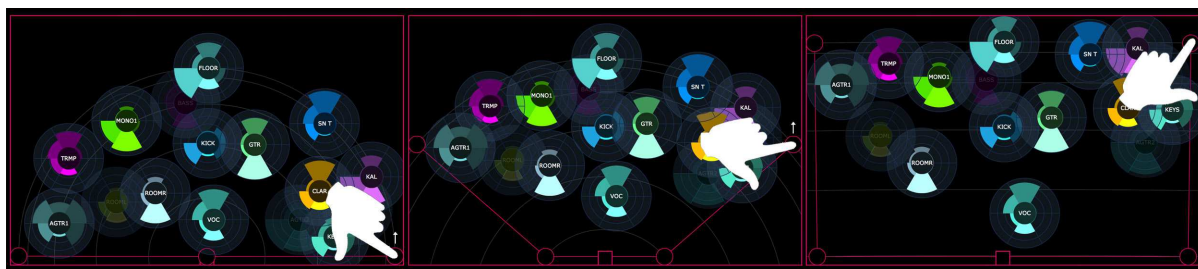 FLOOR
BASS
MONO1
SN T
KICK
GTR
TRMP
KAL
CLAR
ROOMR
VOC
AGTR1
FLOOR
SN T
MONO1
TRMP
KAL
KICK
GTR
AGTR1
ROOMR
VOC
FLOOR
SN T
KAL
TRMP
MONO1
AGTR1
KEYS
GTR
KICK
ROOMR
VOC